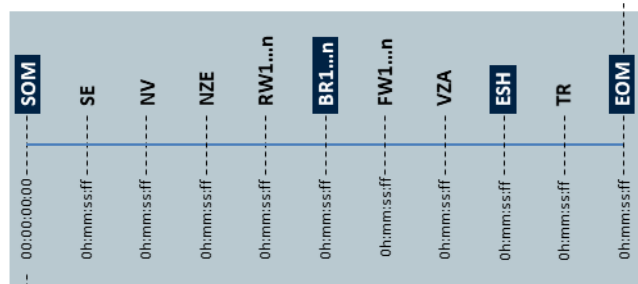 SOM
SE
NV
NZE
RW1...n
BR1...n
FW1...n
VZA
ESH
TR
EOM
00:00:00:00
0h:mm:ss:ff
0h:mm:ss:ff
0h:mm:ss:ff
0h:mm:ss:ff
0h:mm:ss:ff
0h:mm:ss:ff
0h:mm:ss:ff
0h:mm:ss:ff
0h:mm:ss:ff
0h:mm:ss:ff